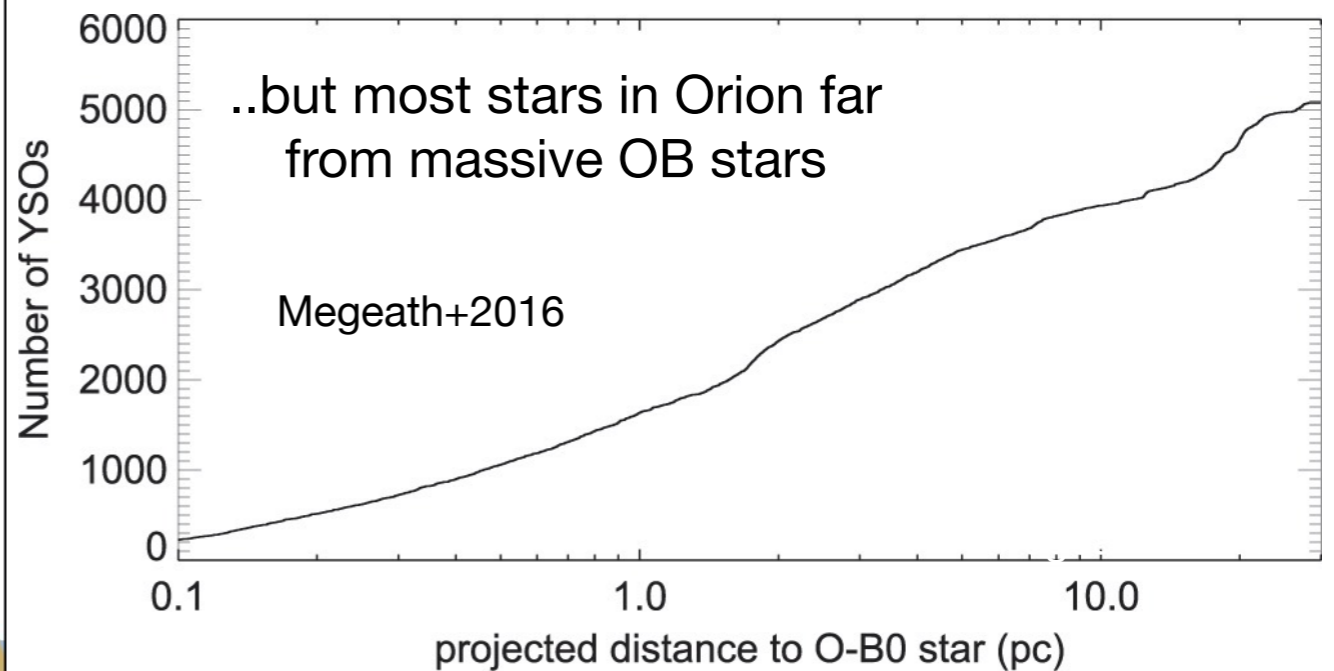 6000
5000
4000
3000
2000
1000
0
Number of YSOs
..but most stars in Orion far
from massive OB stars
Megeath+2016
0.1 1.0 10.0
projected distance to O-B0 star (pc)